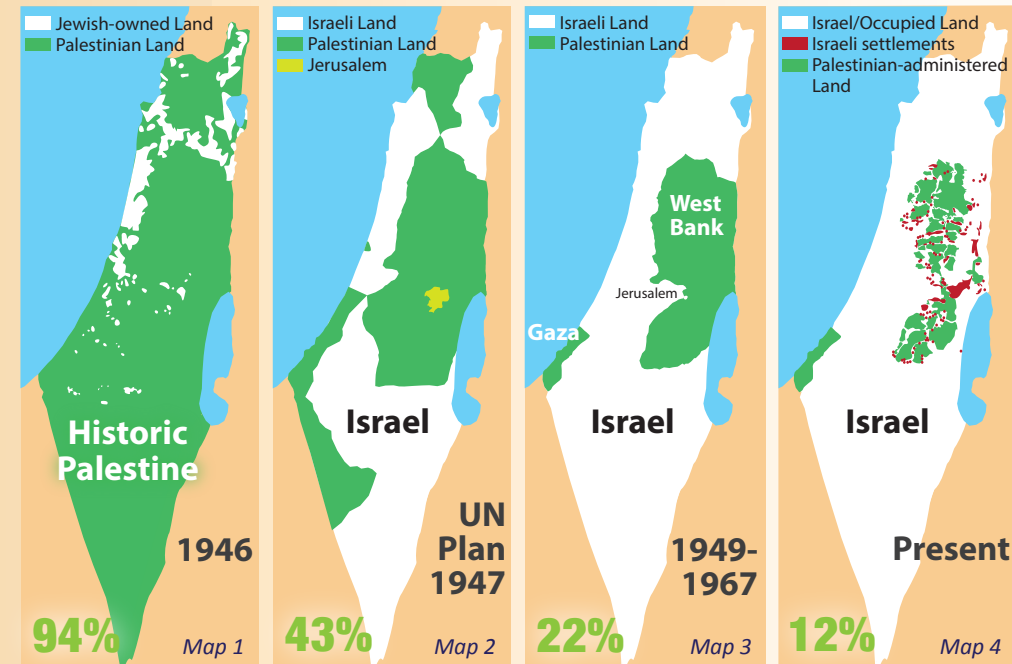 Jewish-owned Land
Palestinian Land
Historic
Palestine
1946
94%
Map 1
Israeli Land
Palestinian Land
Jerusalem
Israel
UN
Plan
1947
43%
Map 2
Israeli Land
Palestinian Land
West
Bank
Jerusalem
Gaza
Israel
1949-
1967
22%
Map 3
Israel/Occupied Land
Israeli settlements
Palestinian-administered
Land
Israel
Present
12%
Map 4